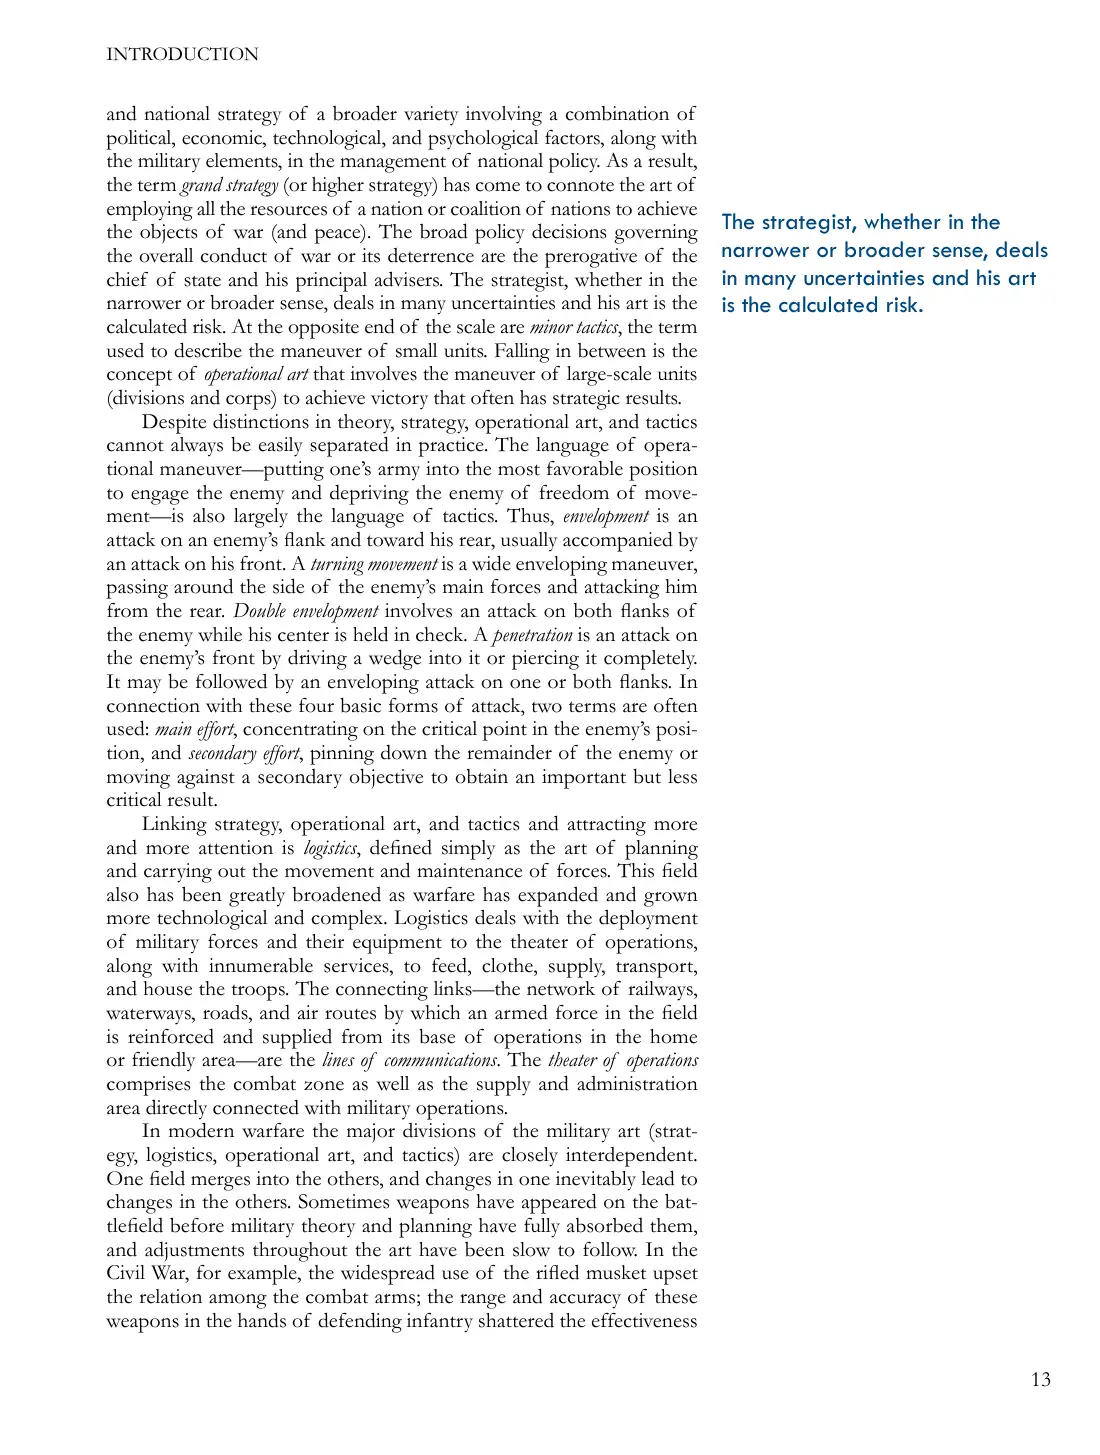 INTRODUCTION
and national strategy of a broader variety involving a combination of
political, economic, technological, and psychological factors, along with
the military elements, in the management of national policy. As a result,
the term grand strategy (or higher strategy) has come to connote the art of
employing all the resources of a nation or coalition of nations to achieve
the objects of war (and peace). The broad policy decisions governing
the overall conduct of war or its deterrence are the prerogative of the
chief of state and his principal advisers. The strategist, whether in the
narrower or broader sense, deals in many uncertainties and his art is the
calculated risk. At the opposite end of the scale are minor tactics, the term
used to describe the maneuver of small units. Falling in between is the
concept of operational art that involves the maneuver of large-scale units
(divisions and corps) to achieve victory that often has strategic results.
Despite distinctions in theory, strategy, operational art, and tactics
cannot always be easily separated in practice. The language of opera-
tional maneuver—putting one's army into the most favorable position
to engage the enemy and depriving the enemy of freedom of move-
ment—is also largely the language of tactics. Thus, envelopment is an
attack on an enemy's flank and toward his rear, usually accompanied by
an attack on his front. A turning movement is a wide enveloping maneuver,
passing around the side of the enemy's main forces and attacking him
from the rear. Double envelopment involves an attack on both flanks of
the enemy while his center is held in check. A penetration is an attack on
the enemy's front by driving a wedge into it or piercing it completely.
It may be followed by an enveloping attack on one or both flanks. In
connection with these four basic forms of attack, two terms are often
used: main effort, concentrating on the critical point in the enemy's posi-
tion, and secondary effort, pinning down the remainder of the enemy or
moving against a secondary objective to obtain an important but less
critical result.
Linking strategy, operational art, and tactics and attracting more
and more attention is logistics, defined simply as the art of planning
and carrying out the movement and maintenance of forces. This field
also has been greatly broadened as warfare has expanded and grown
more technological and complex. Logistics deals with the deployment
of military forces and their equipment to the theater of operations,
along with innumerable services, to feed, clothe, supply, transport,
and house the troops. The connecting links—the network of railways,
waterways, roads, and air routes by which an armed force in the field
is reinforced and supplied from its base of operations in the home
or friendly area—are the lines of communications. The theater of operations
comprises the combat zone as well as the supply and administration
area directly connected with military operations.
In modern warfare the major divisions of the military art (strat-
egy, logistics, operational art, and tactics) are closely interdependent.
One field merges into the others, and changes in one inevitably lead to
changes in the others. Sometimes weapons have appeared on the bat-
tlefield before military theory and planning have fully absorbed them,
and adjustments throughout the art have been slow to follow. In the
Civil War, for example, the widespread use of the rifled musket upset
the relation among the combat arms; the range and accuracy of these
weapons in the hands of defending infantry shattered the effectiveness
The strategist, whether in the
narrower or broader sense, deals
in many uncertainties and his art
is the calculated risk.
13